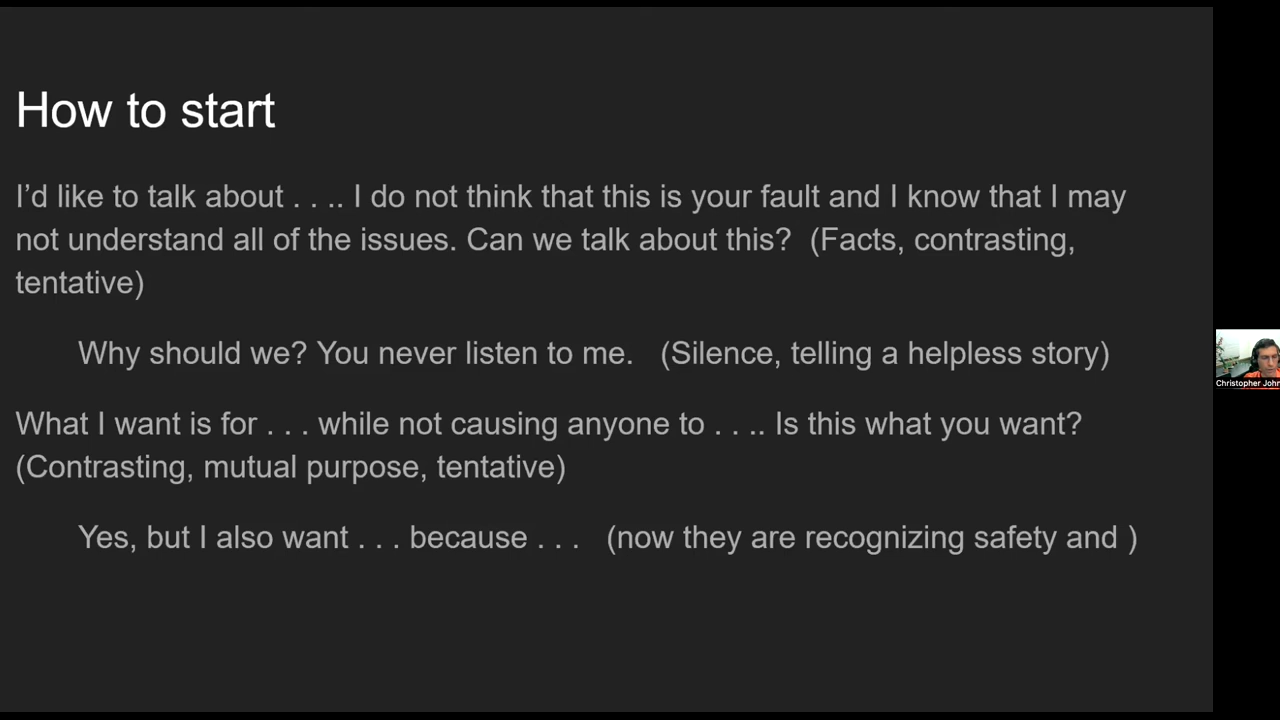 How to start
I’d like to talk about . . .. I do not think that this is your fault and I know that I may
not understand all of the issues. Can we talk about this?  (Facts, contrasting,
tentative)
Why should we? You never listen to me.   (Silence, telling a helpless story)
What I want is for . . . while not causing anyone to . . .. Is this what you want?
(Contrasting, mutual purpose, tentative)
Yes, but I also want . . . because . . .   (now they are recognizing safety and )
Christopher John